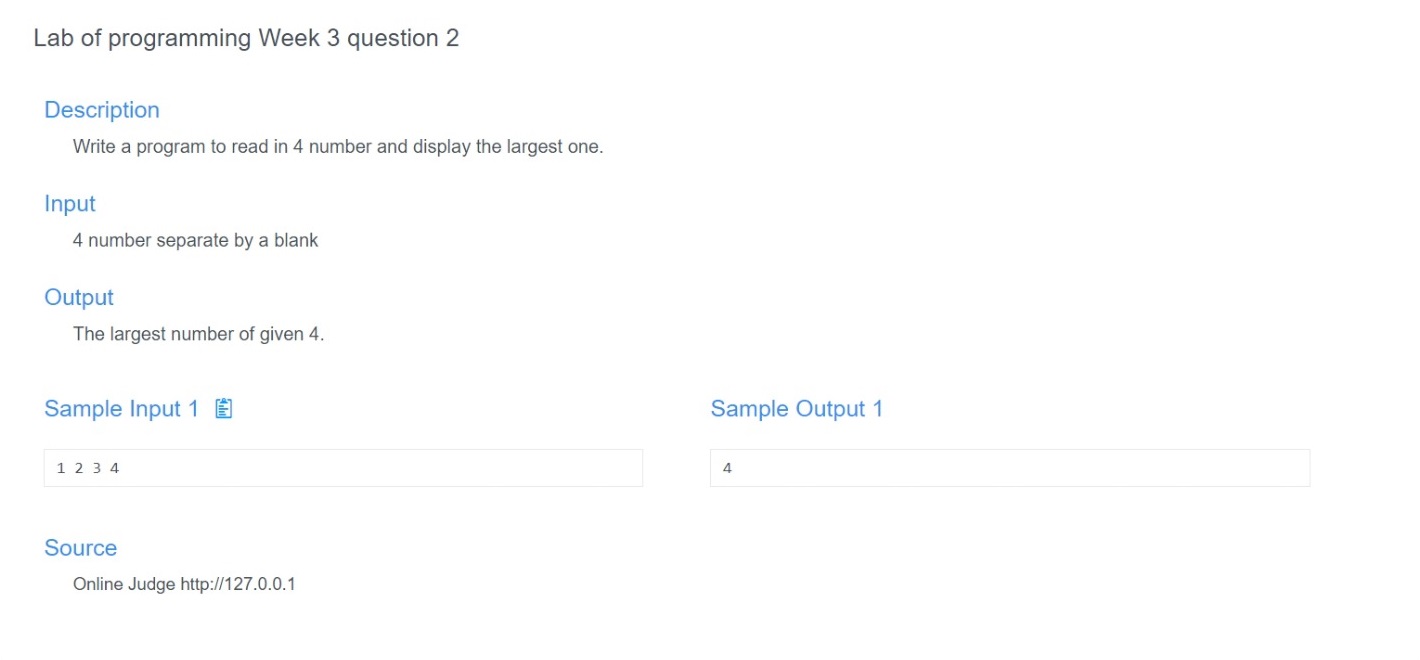 Lab of programming Week 3 question 2
Description
Write a program to read in 4 number and display the largest one.
Input
4 number separate by a blank
Output
The largest number of given 4.
Sample Input 1
Sample Output 1
1 2 3 4
4
Source
Online Judge http://127.0.0.1